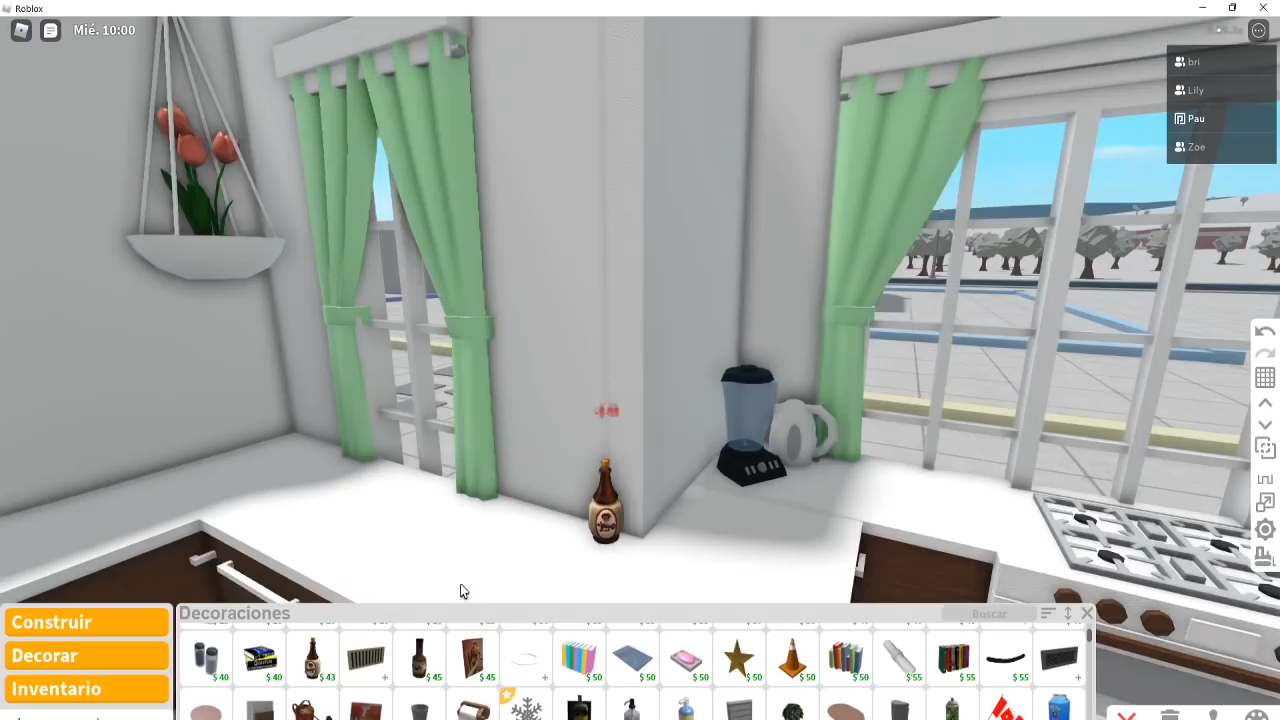 Roblox
Mié. 10:00
bri
Lily
Pau
Zoe
Decoraciones
Buscar
Construir
Decorar
Inventario
$ 40
$ 40
$ 43
+
$ 45
$ 45
+
$ 50
$ 50
$ 50
$ 50
$ 50
$ 50
$ 55
$ 55
$ 55
+